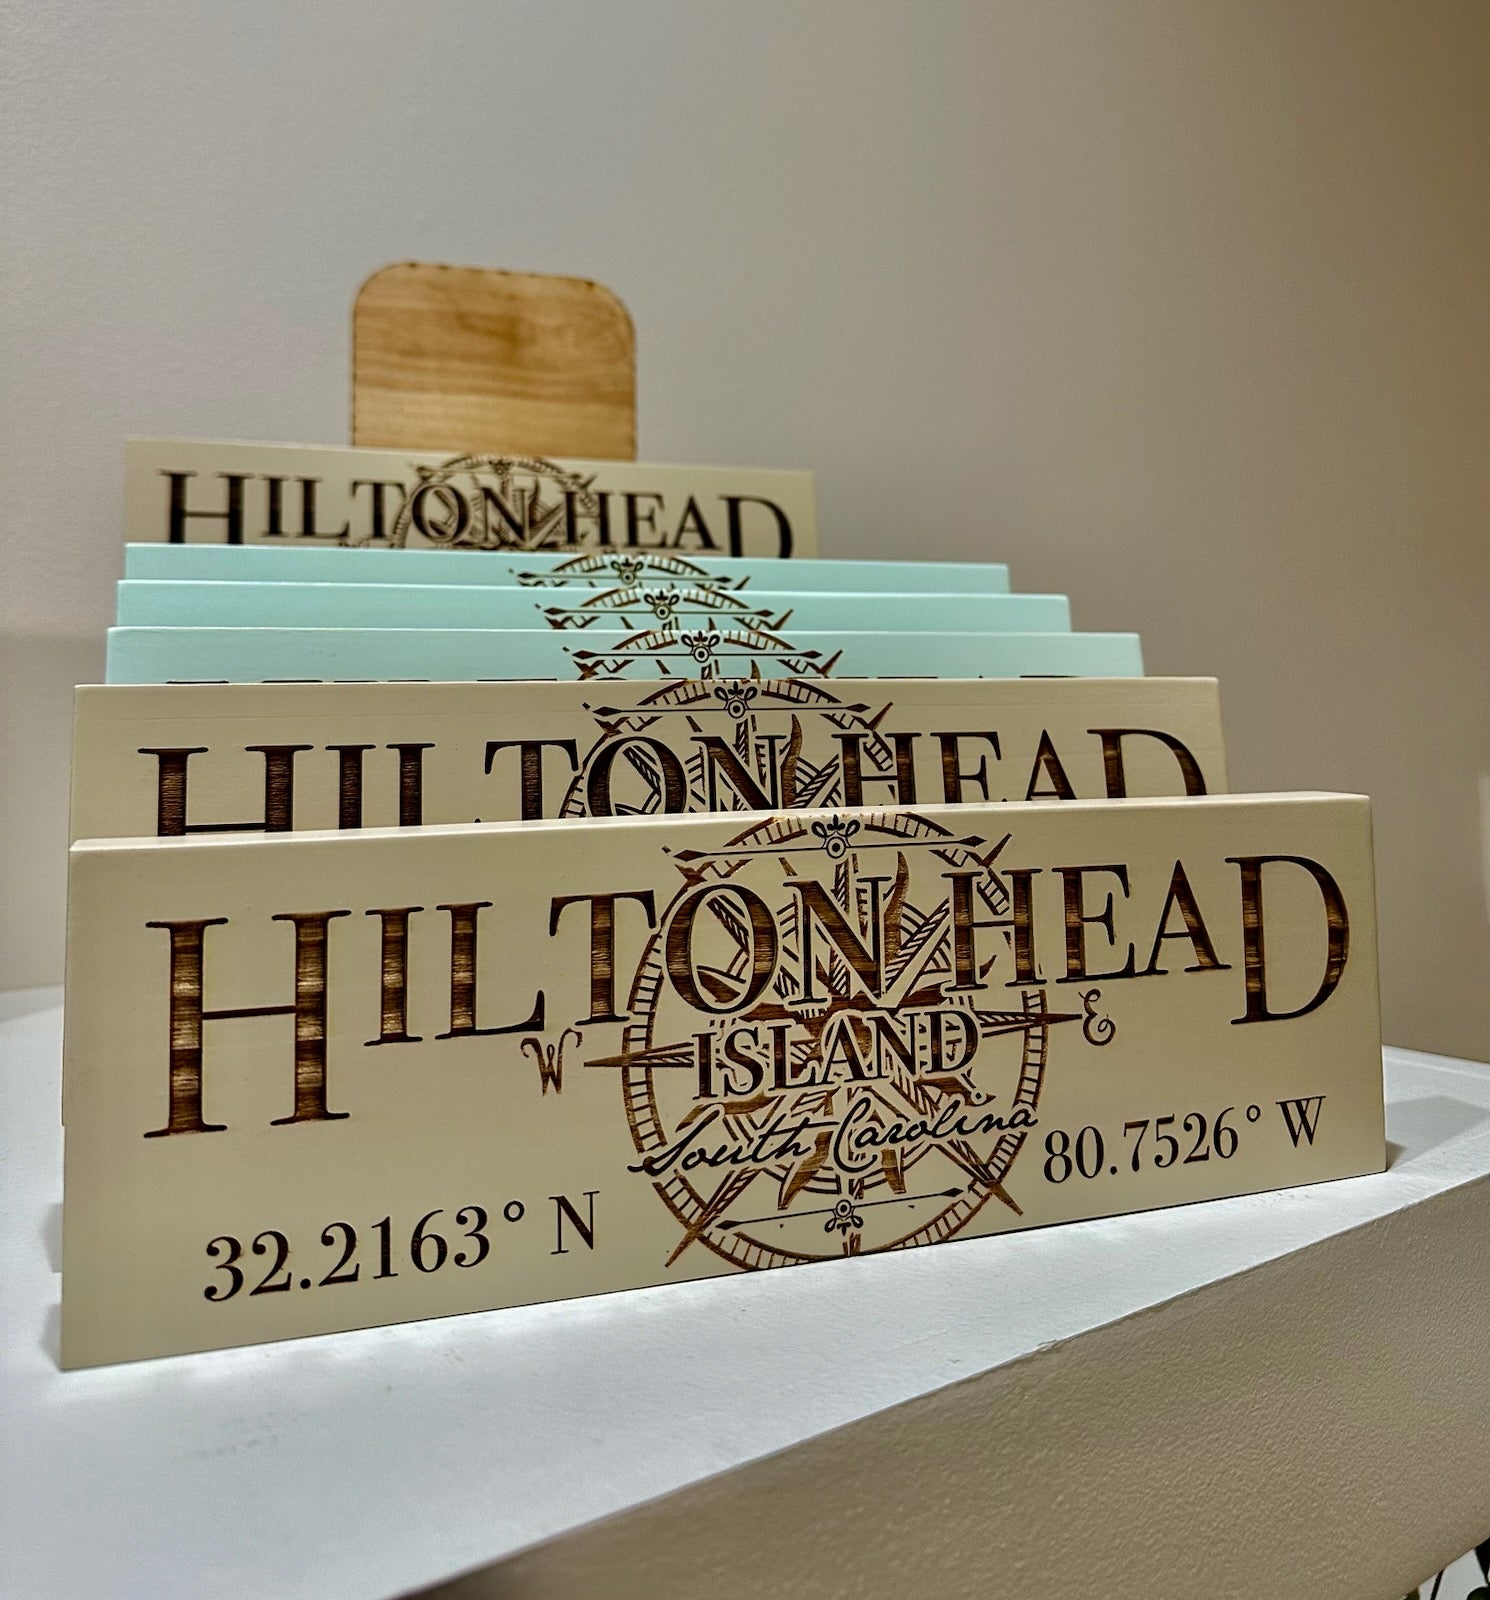 HILTON HEAD
HILTON HEAD
HILTON HEAD
W E
ISLAND
South Carolina
32.2163° N 80.7526° W